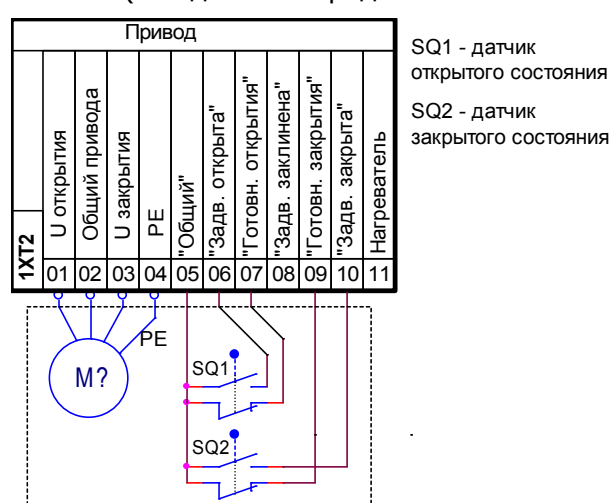 Привод
SQ1 - датчик
открытого состояния
SQ2 - датчик
закрытого состояния
1XT2
U открытия
Общий привода
U закрытия
PE
"Общий"
"Задв. открыта"
"Готовн. открытия"
"Задв. заклинена"
"Готовн. закрытия"
"Задв. закрыта"
Нагреватель
01 02 03 04 05 06 07 08 09 10 11
PE
M?
SQ1
SQ2